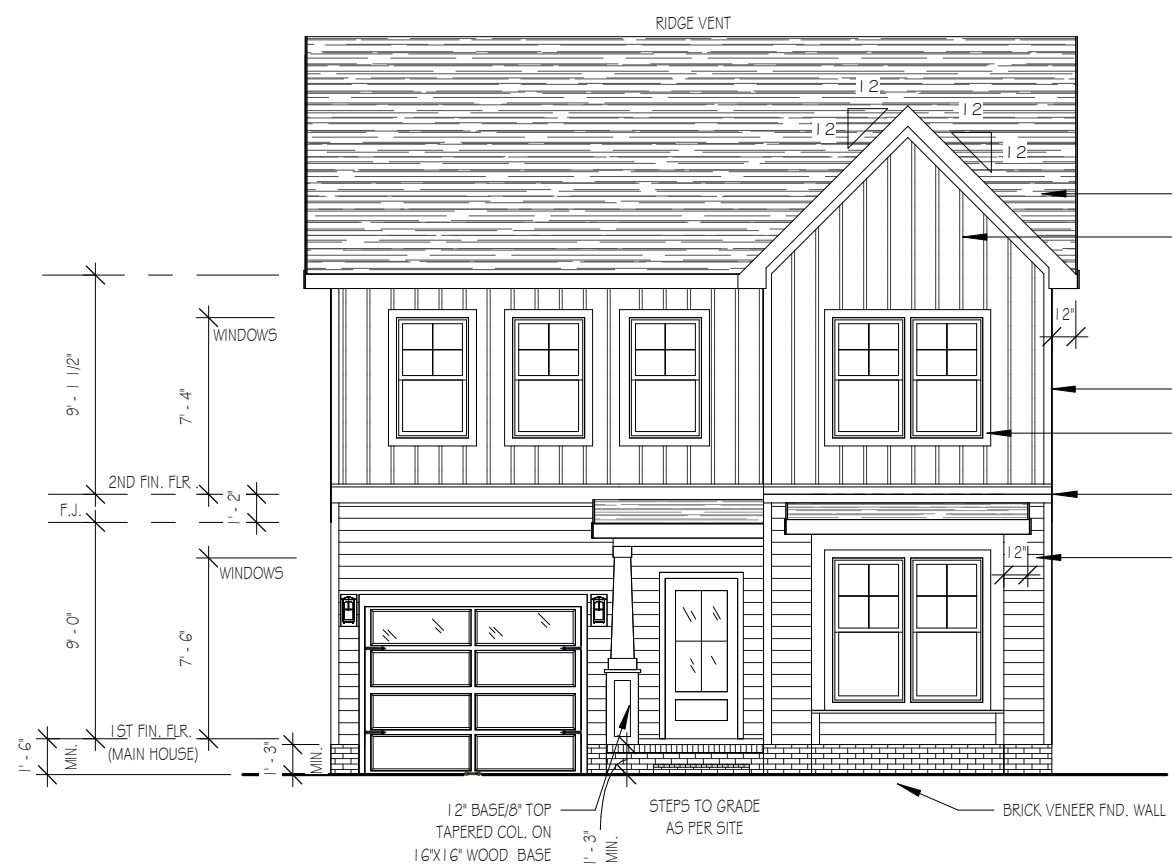 RIDGE VENT
12
12
12
12
12"
WINDOWS
9' - 1 1/2"
7' - 4"
2ND FIN. FLR.
F.J.
1' - 2"
WINDOWS
12"
9' - 0"
7' - 6"
1ST FIN. FLR.
(MAIN HOUSE)
1' - 6"
MIN.
1' - 3"
MIN.
12" BASE/8" TOP
TAPERED COL. ON
16"X16" WOOD BASE
1' - 3"
MIN.
STEPS TO GRADE
AS PER SITE
BRICK VENEER FND. WALL